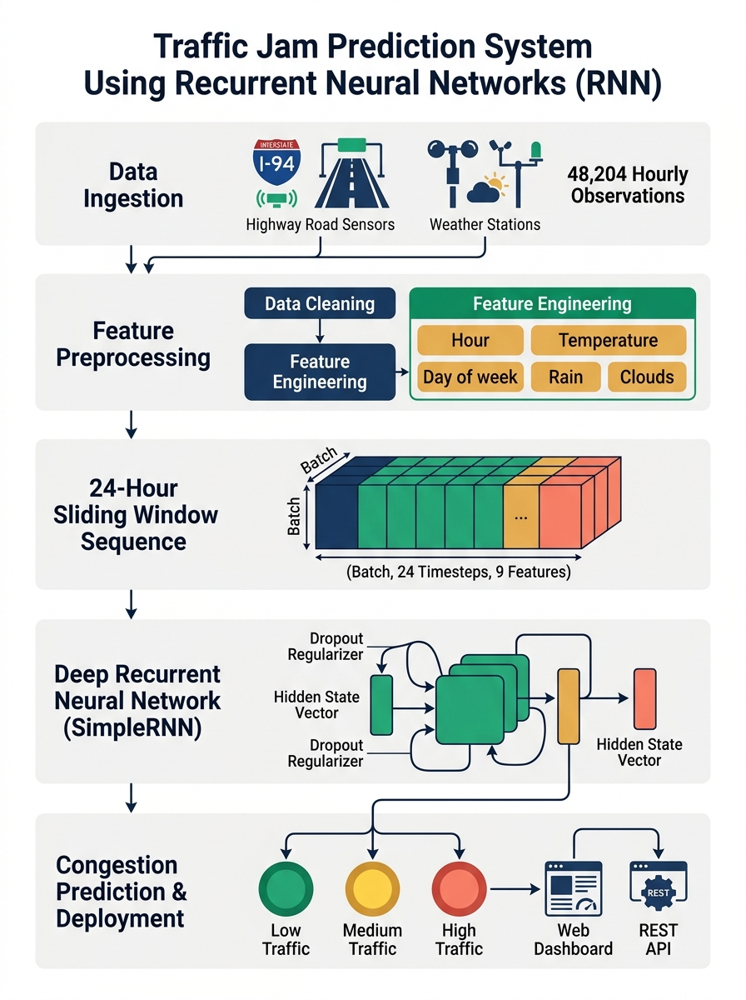 Traffic Jam Prediction System
Using Recurrent Neural Networks (RNN)
Data
Ingestion
INTERSTATE
I-94
Highway Road Sensors
Weather Stations
48,204 Hourly
Observations
Feature
Preprocessing
Data Cleaning
Feature
Engineering
Feature Engineering
Hour
Temperature
Day of week
Rain
Clouds
24-Hour
Sliding Window
Sequence
Batch
Batch
...
(Batch, 24 Timesteps, 9 Features)
Deep Recurrent
Neural Network
(SimpleRNN)
Dropout
Regularizer
Hidden State
Vector
Dropout
Regularizer
Hidden State
Vector
Congestion
Prediction &
Deployment
Low
Traffic
Medium
Traffic
High
Traffic
Web
Dashboard
REST
REST
API